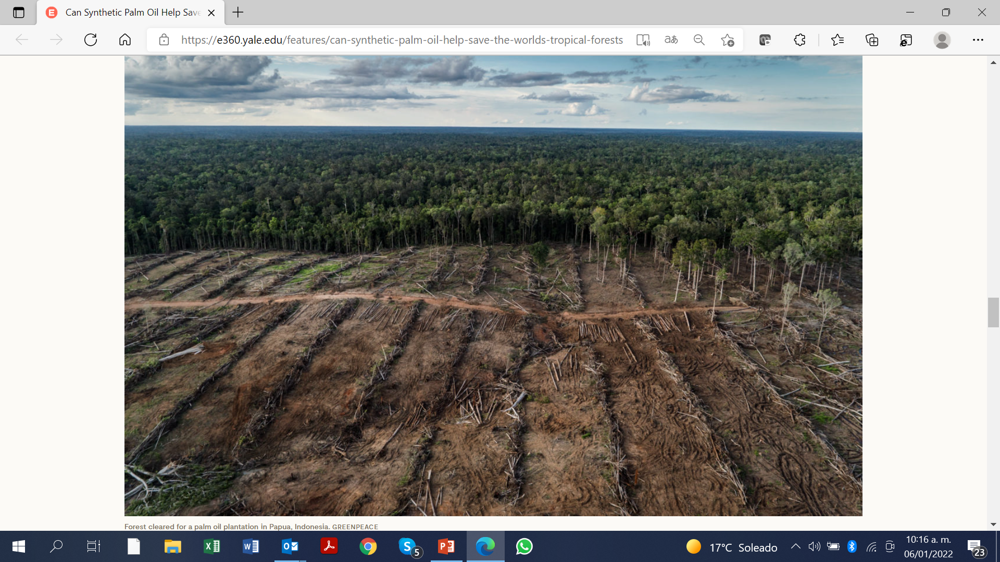 Can Synthetic Palm Oil Help Save
https://e360.yale.edu/features/can-synthetic-palm-oil-help-save-the-worlds-tropical-forests
Forest cleared for a palm oil plantation in Papua, Indonesia. GREENPEACE
5
17°C Soleado
10:16 a. m.
06/01/2022
23